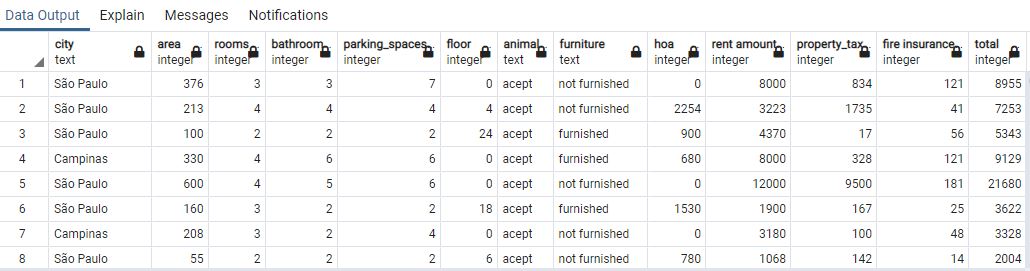 Data Output Explain Messages Notifications
city area rooms bathroom parking_spaces floor animal furniture hoa rent amount property_tax fire insurance total
text integer integer integer integer integer text text integer integer integer integer integer
1 São Paulo 376 3 3 7 0 acept not furnished 0 8000 834 121 8955
2 São Paulo 213 4 4 4 4 acept not furnished 2254 3223 1735 41 7253
3 São Paulo 100 2 2 2 24 acept furnished 900 4370 17 56 5343
4 Campinas 330 4 6 6 0 acept furnished 680 8000 328 121 9129
5 São Paulo 600 4 5 6 0 acept not furnished 0 12000 9500 181 21680
6 São Paulo 160 3 2 2 18 acept furnished 1530 1900 167 25 3622
7 Campinas 208 3 2 4 0 acept not furnished 0 3180 100 48 3328
8 São Paulo 55 2 2 2 6 acept not furnished 780 1068 142 14 2004